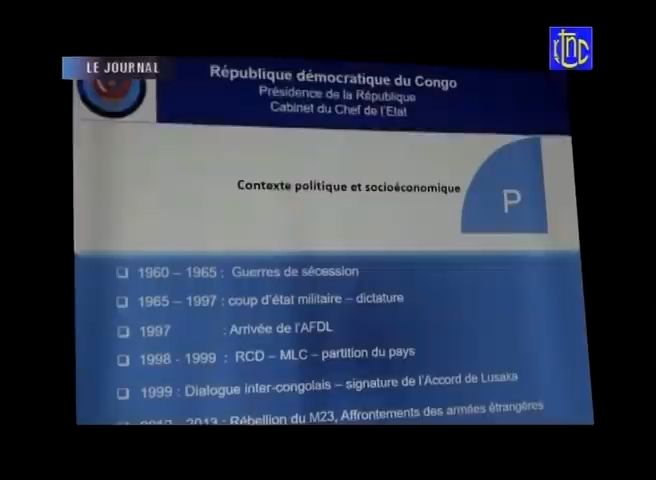 LE JOURNAL
rtnc
République démocratique du Congo
Présidence de la République
Cabinet du Chef de l'Etat
Contexte politique et socioéconomique
P
1960 – 1965 : Guerres de sécession
1965 – 1997 : coup d'état militaire – dictature
1997 : Arrivée de l'AFDL
1998 - 1999 : RCD – MLC – partition du pays
1999 : Dialogue inter-congolais – signature de l'Accord de Lusaka
2013 : Rébellion du M23, Affrontements des armées étrangères